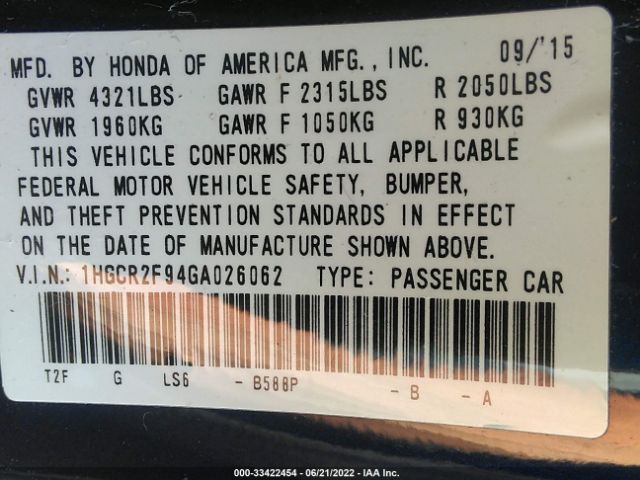 MFD. BY HONDA OF AMERICA MFG., INC. 09/'15
GVWR 4321LBS GAWR F 2315LBS R 2050LBS
GVWR 1960KG GAWR F 1050KG R 930KG
THIS VEHICLE CONFORMS TO ALL APPLICABLE
FEDERAL MOTOR VEHICLE SAFETY, BUMPER,
AND THEFT PREVENTION STANDARDS IN EFFECT
ON THE DATE OF MANUFACTURE SHOWN ABOVE.
V.I.N.: 1HGCR2F94GA026062 TYPE: PASSENGER CAR
T2F G LS6 - B588P - B - A
000-33422454 - 06/21/2022 - IAA Inc.